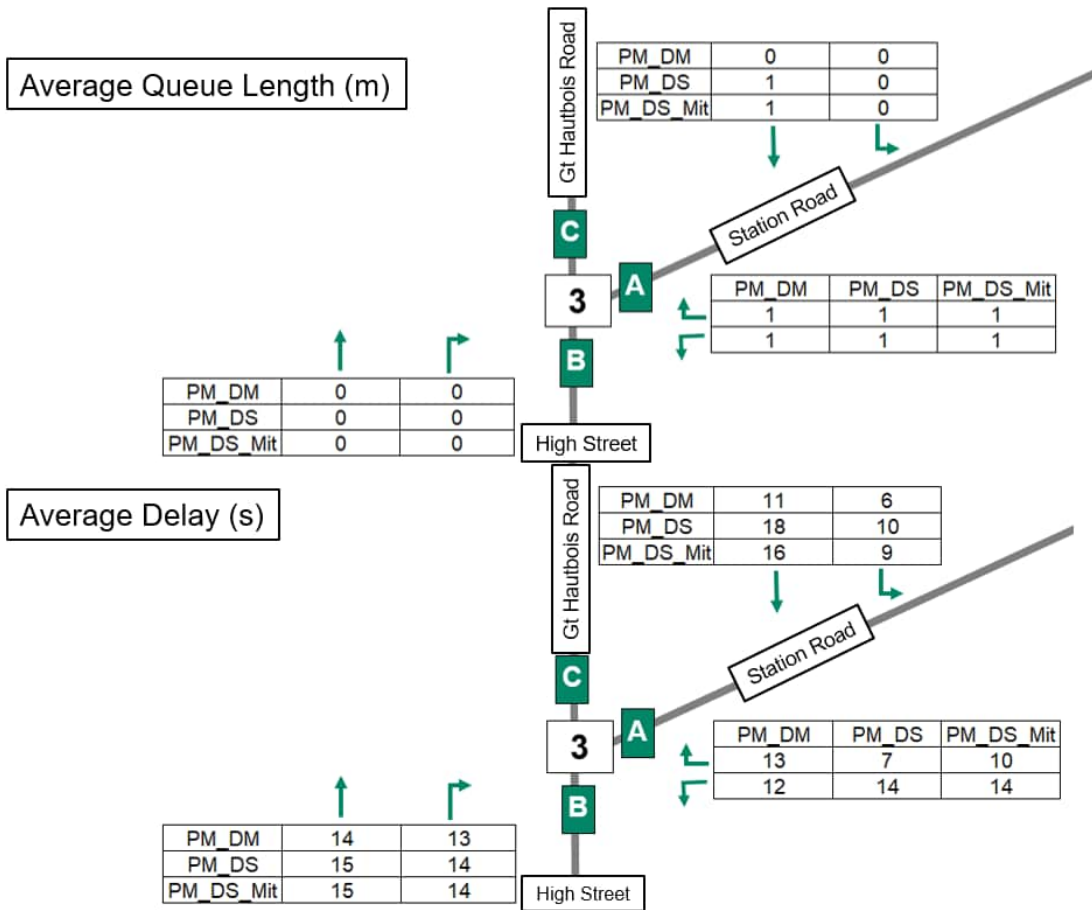 Average Queue Length (m)
Gt Hautbois Road
PM_DM 0 0
PM_DS 1 0
PM_DS_Mit 1 0
Station Road
C
A
3
B
PM_DM PM_DS PM_DS_Mit
1 1 1
1 1 1
PM_DM 0 0
PM_DS 0 0
PM_DS_Mit 0 0
High Street
Average Delay (s)
Gt Hautbois Road
PM_DM 11 6
PM_DS 18 10
PM_DS_Mit 16 9
Station Road
C
A
3
B
PM_DM PM_DS PM_DS_Mit
13 7 10
12 14 14
PM_DM 14 13
PM_DS 15 14
PM_DS_Mit 15 14
High Street